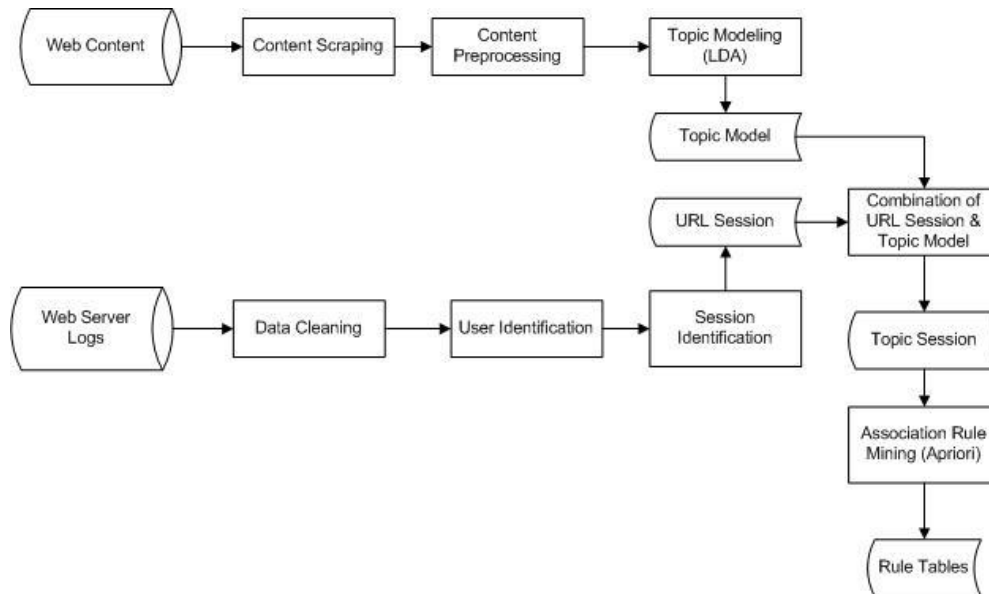 Web Content
Content Scraping
Content
Preprocessing
Topic Modeling
(LDA)
Topic Model
Combination of
URL Session &
Topic Model
URL Session
Web Server
Logs
Data Cleaning
User Identification
Session
Identification
Topic Session
Association Rule
Mining (Apriori)
Rule Tables